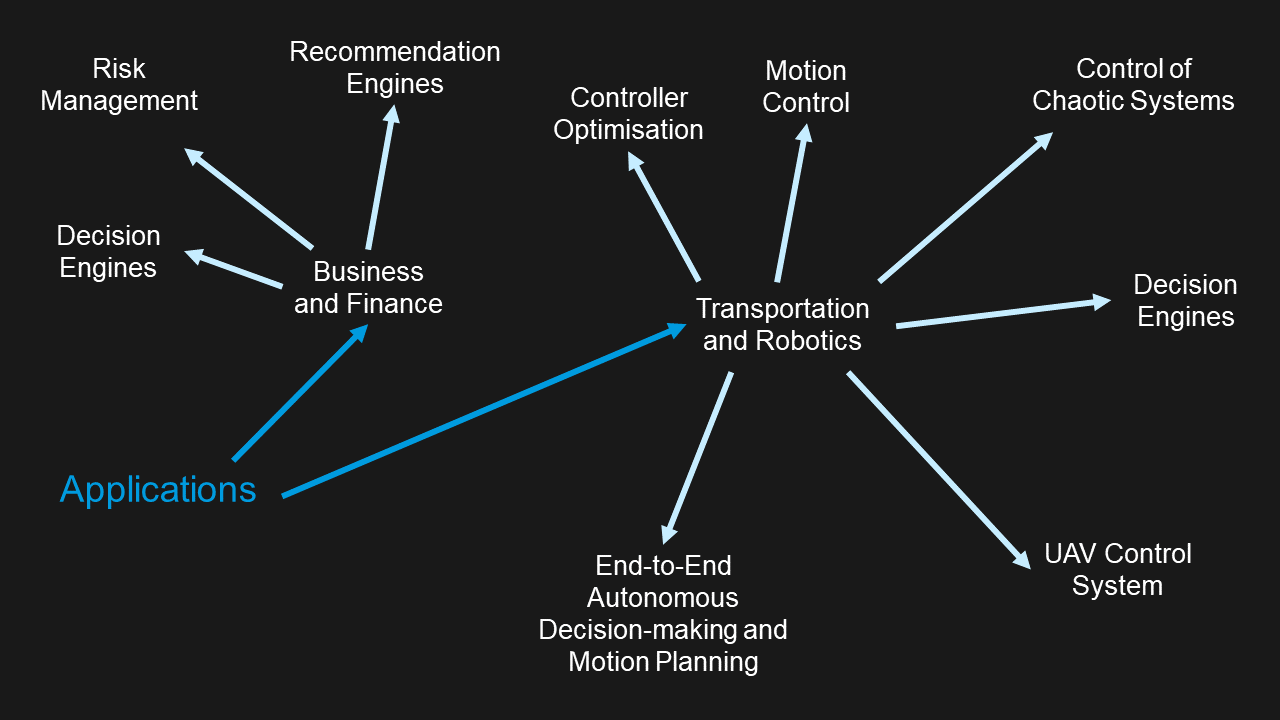 Risk
Management
Recommendation
Engines
Controller
Optimisation
Motion
Control
Control of
Chaotic Systems
Decision
Engines
Business
and Finance
Transportation
and Robotics
Decision
Engines
Applications
End-to-End
Autonomous
Decision-making and
Motion Planning
UAV Control
System